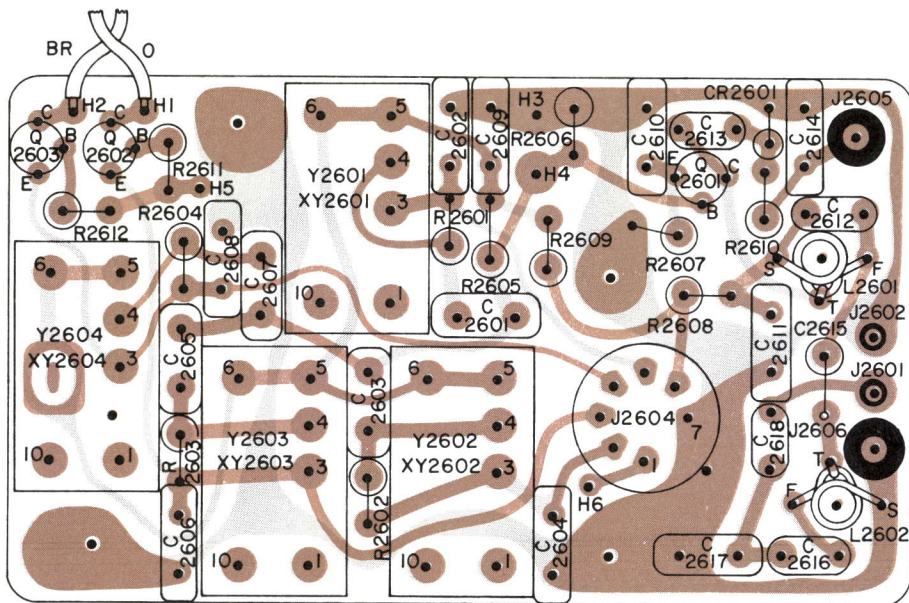 BR O
C H2 C H1
Q 2603 B
Q 2602 B
E E
R2611
H5
R2604
R2612
6 5
4
Y2601
XY2601
3
10 1
C 2602
C 2609
H3
R2606
H4
R2601
R2605
R2609
C 2610
C 2613
CR2601
C 2614
J2605
E Q 2601 C
B
R2607
R2610
C 2612
S F
T
L2601
J2602
C 2608
C 2607
6 5
4
Y2604
XY2604
3
10 1
C 2605
R 2603
C 2606
C 2601
R2608
C 2611
C2615
J2601
6 5
4
Y2603
XY2603
3
10 1
C 2603
R2602
6 5
4
Y2602
XY2602
3
10 1
J2604
7
1
H6
C 2604
C 2618
J2606
T
F S
L2602
C 2617
C 2616